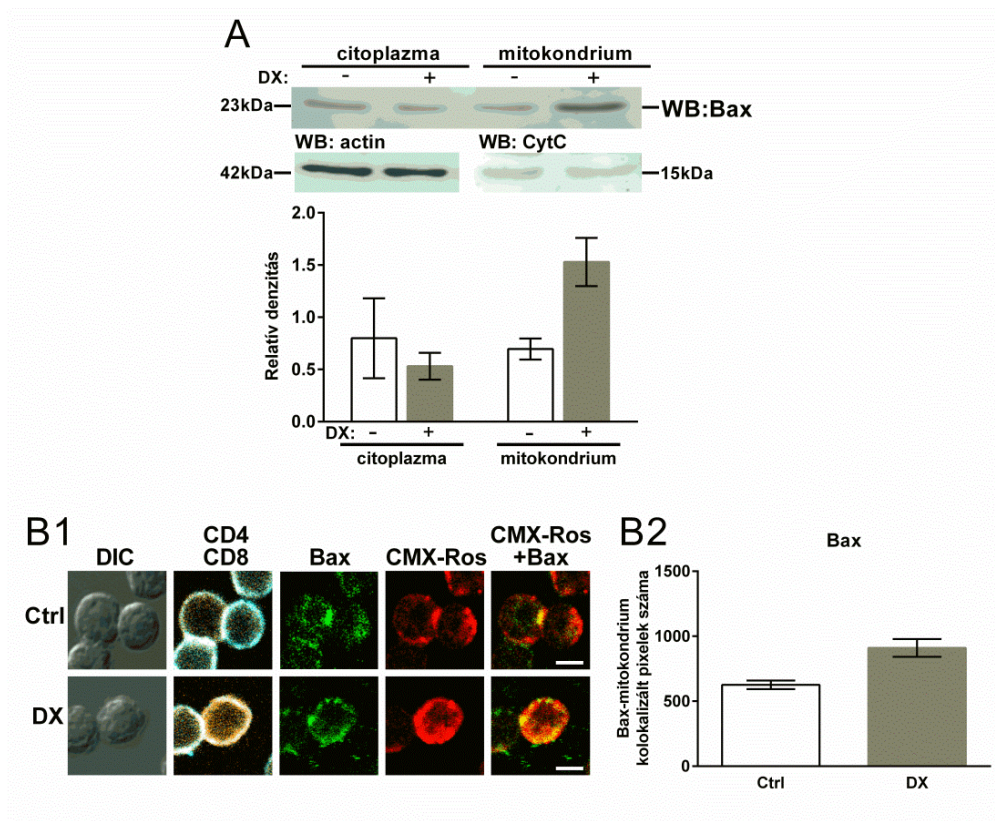 A
citoplazma mitokondrium
DX: - + - +
23kDa WB:Bax
WB: actin WB: CytC
42kDa 15kDa
2.0
1.5
1.0
0.5
0.0
Relatív denzitás
DX: - + - +
citoplazma mitokondrium
B1
DIC CD4 CD8 Bax CMX-Ros CMX-Ros +Bax
Ctrl
DX
B2
Bax
1500
1000
500
0
Bax-mitokondrium
kolokalizált pixelek száma
Ctrl DX